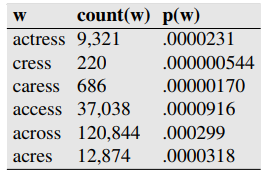 w count(w) p(w)
actress 9,321 .0000231
cress 220 .000000544
caress 686 .00000170
access 37,038 .0000916
across 120,844 .000299
acres 12,874 .0000318